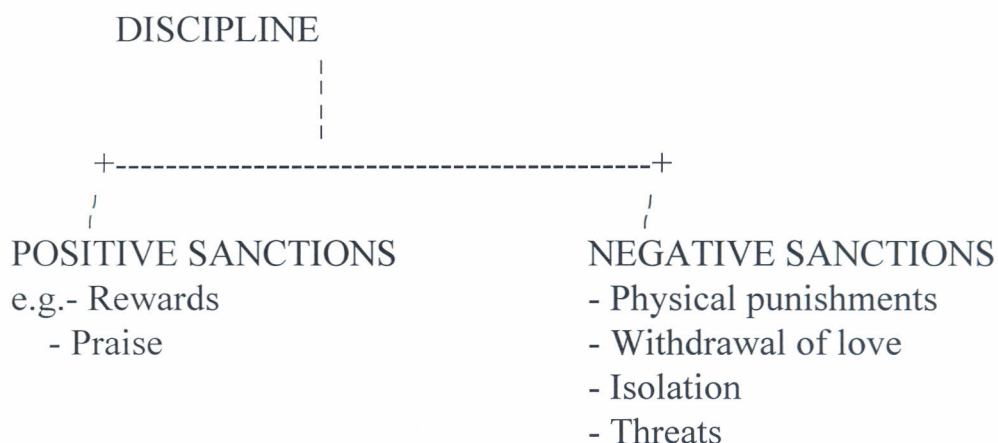 DISCIPLINE
POSITIVE SANCTIONS
e.g.- Rewards
- Praise
NEGATIVE SANCTIONS
- Physical punishments
- Withdrawal of love
- Isolation
- Threats